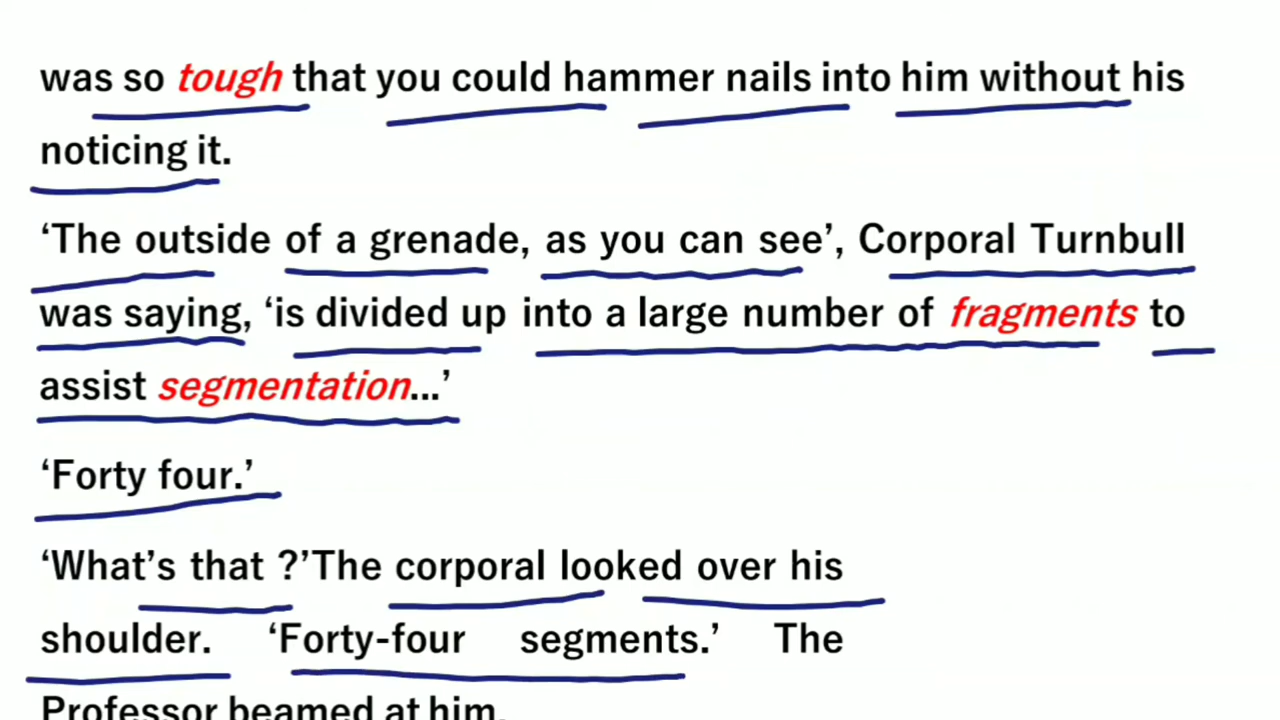 was so tough that you could hammer nails into him without his
noticing it.
‘The outside of a grenade, as you can see’, Corporal Turnbull
was saying, ‘is divided up into a large number of fragments to
assist segmentation...’
‘Forty four.’
‘What’s that ?’The corporal looked over his
shoulder. ‘Forty-four segments.’ The
Professor beamed at him.